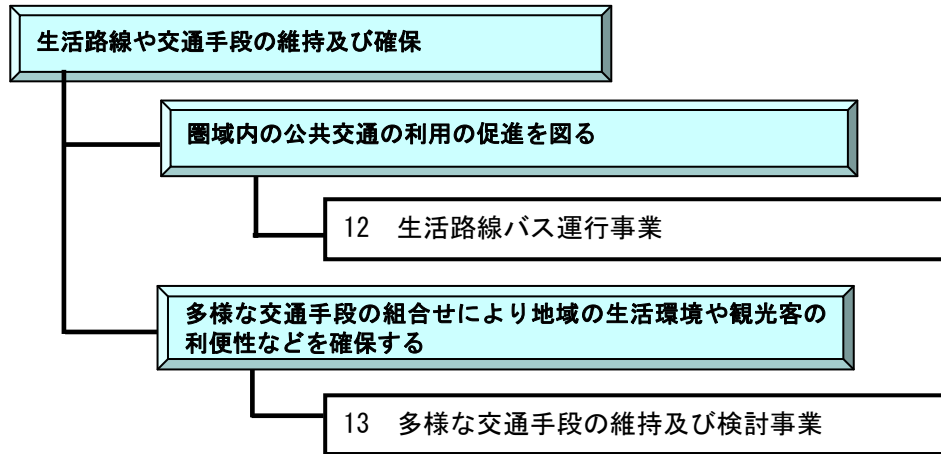 生活路線や交通手段の維持及び確保
圏域内の公共交通の利用の促進を図る
12　生活路線バス運行事業
多様な交通手段の組合せにより地域の生活環境や観光客の
利便性などを確保する
13　多様な交通手段の維持及び検討事業